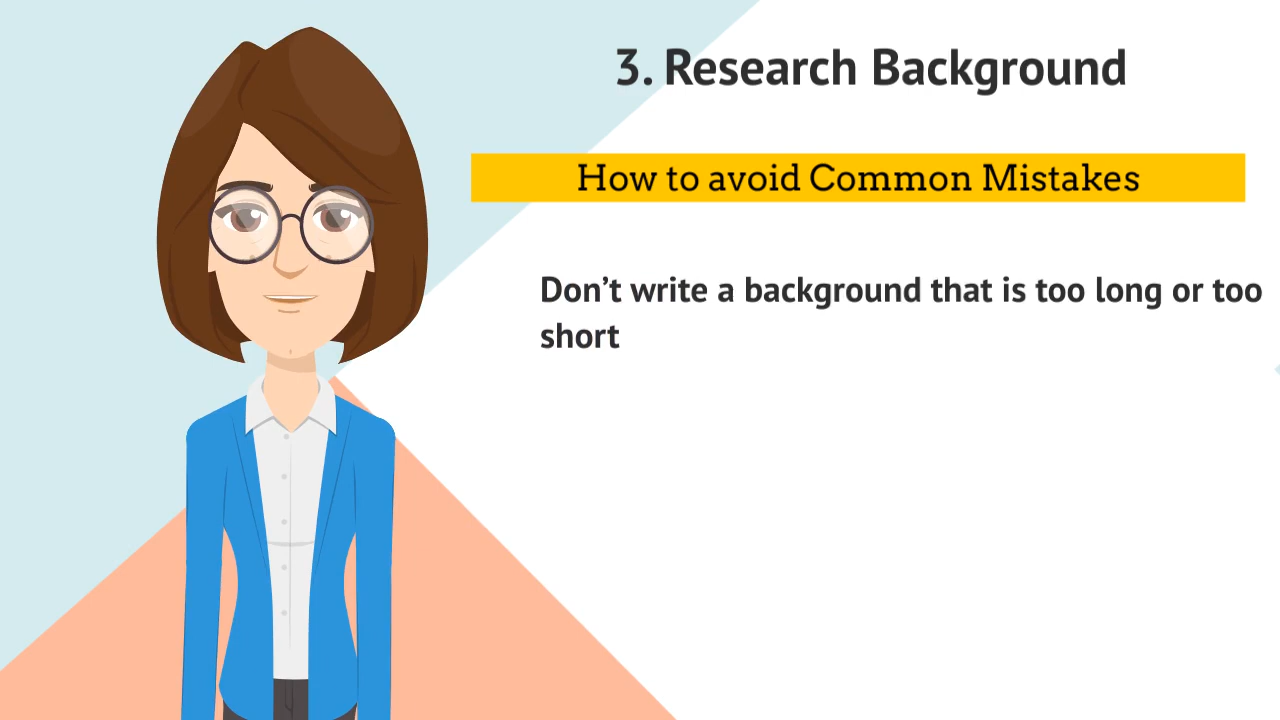 3. Research Background
How to avoid Common Mistakes
Don’t write a background that is too long or too
short